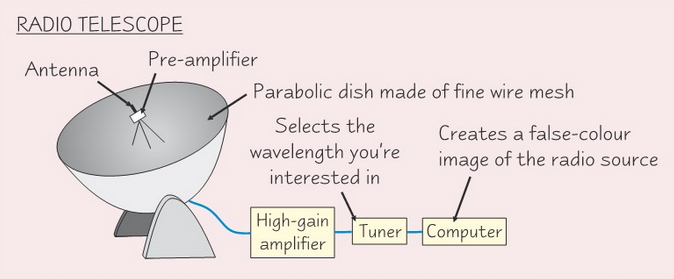 RADIO TELESCOPE
Antenna
Pre-amplifier
Parabolic dish made of fine wire mesh
Selects the
wavelength you're
interested in
Creates a false-colour
image of the radio source
High-gain
amplifier
Tuner
Computer